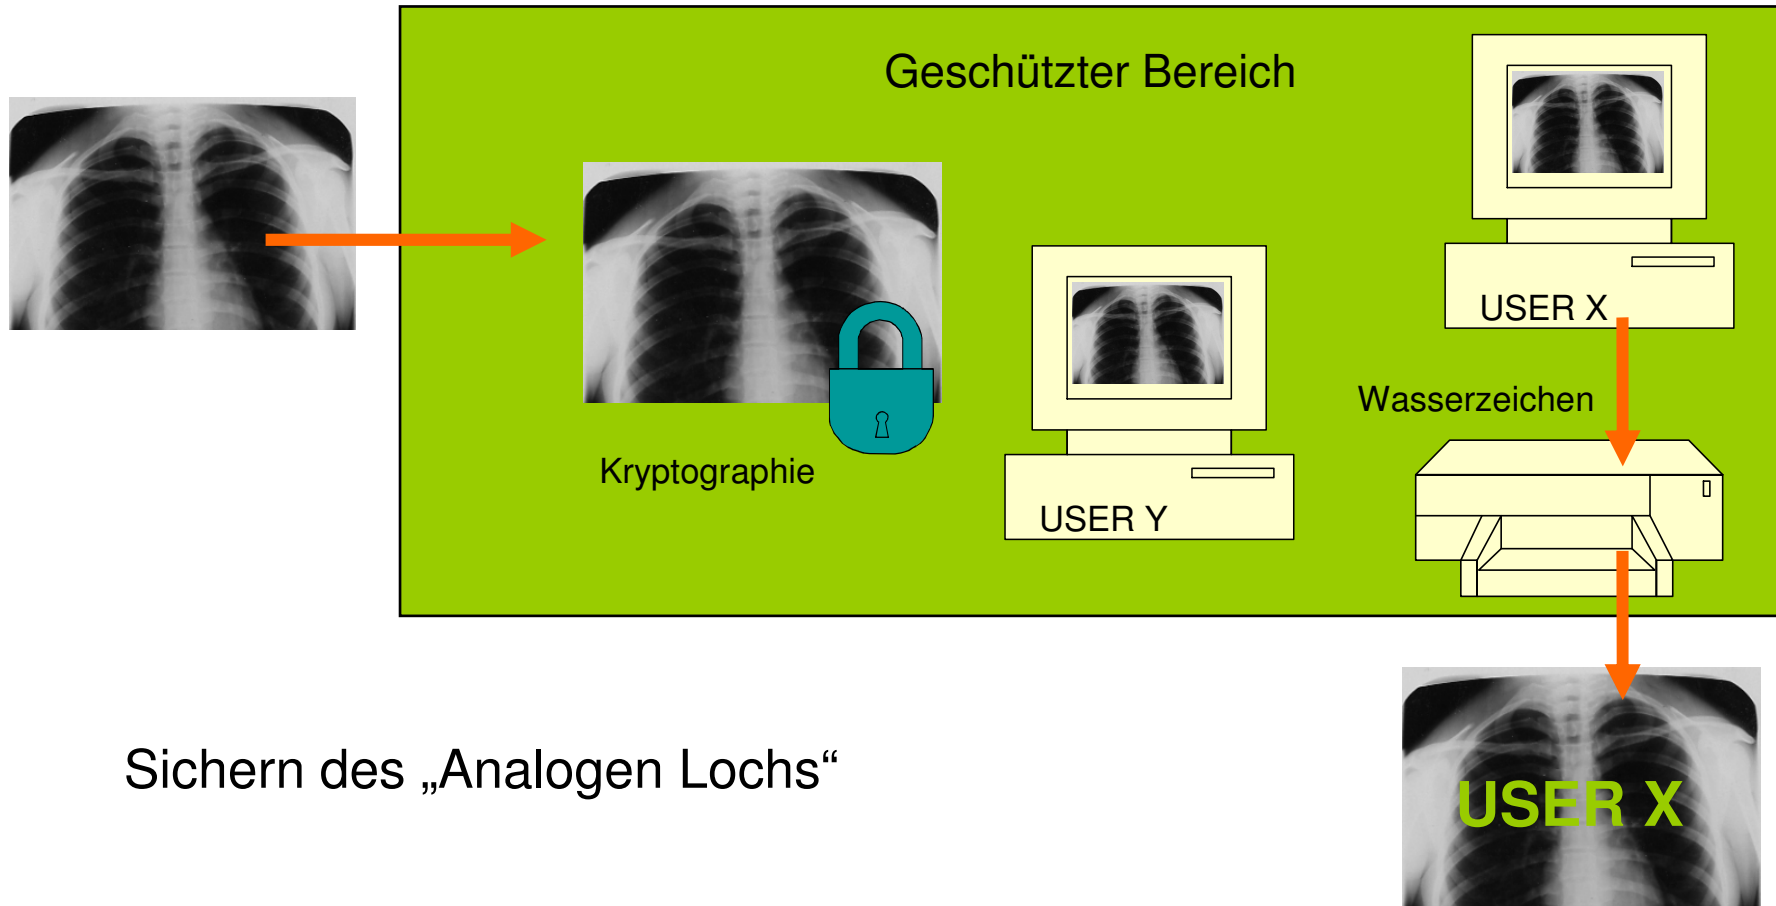 Geschützter Bereich
USER X
Wasserzeichen
Kryptographie
USER Y
Sichern des „Analogen Lochs“
USER X